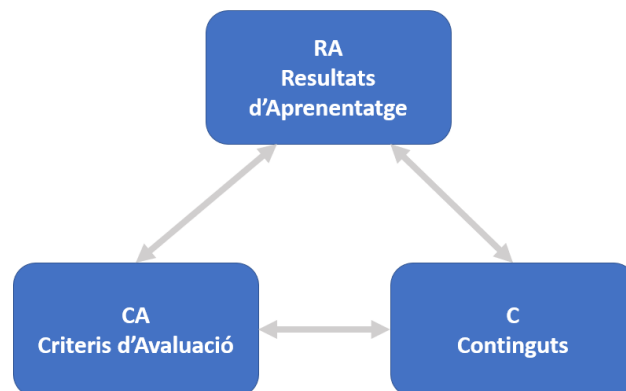 RA
Resultats
d’Aprenentatge
CA
Criteris d’Avaluació
C
Continguts